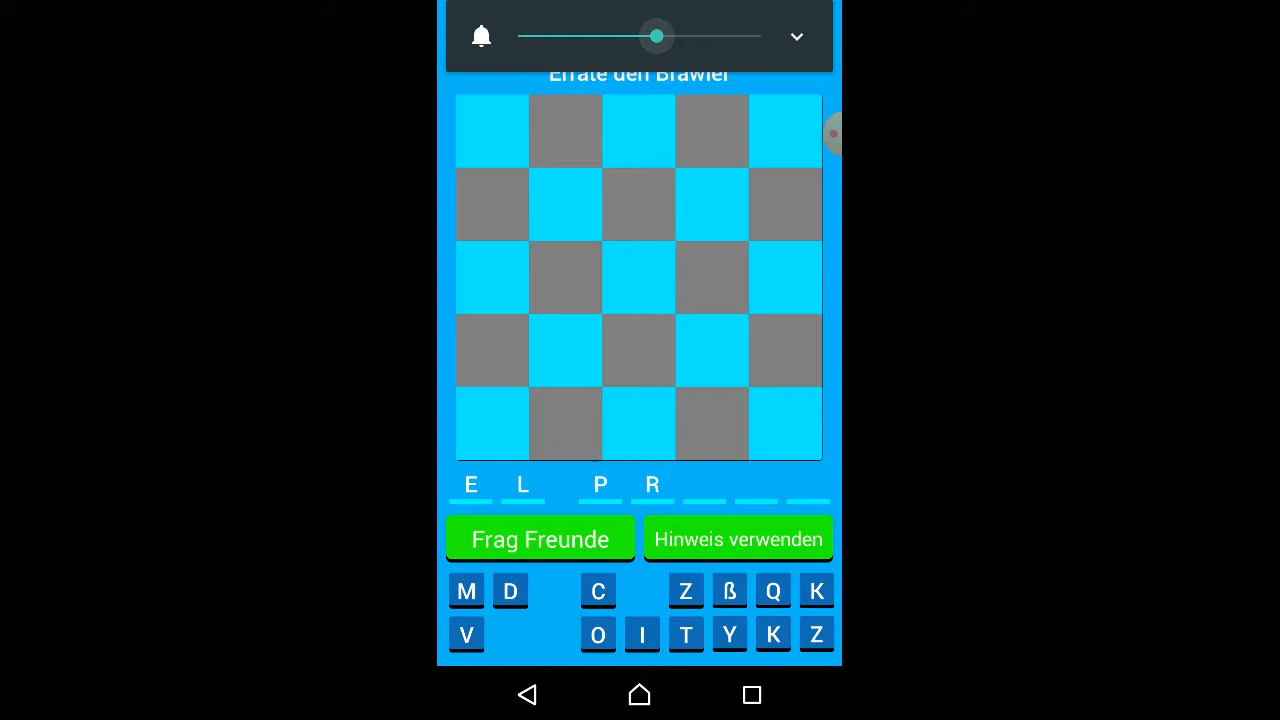 Errate den Brawler
E L P R
Frag Freunde
Hinweis verwenden
M D C Z ß Q K
V O I T Y K Z